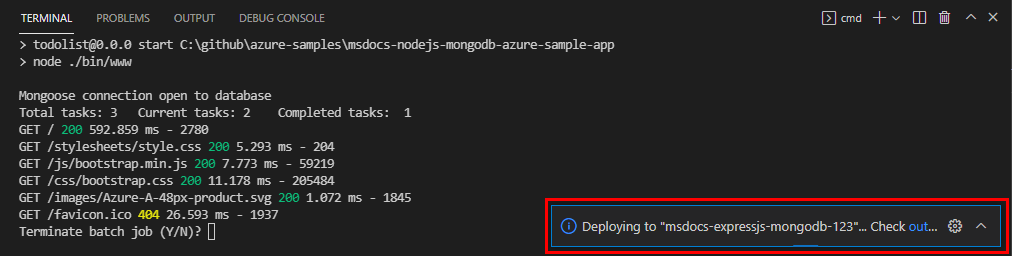 TERMINAL PROBLEMS OUTPUT DEBUG CONSOLE cmd
> todolist@0.0.0 start C:\github\azure-samples\msdocs-nodejs-mongodb-azure-sample-app
> node ./bin/www
Mongoose connection open to database
Total tasks: 3 Current tasks: 2 Completed tasks: 1
GET / 200 592.859 ms - 2780
GET /stylesheets/style.css 200 5.293 ms - 204
GET /js/bootstrap.min.js 200 7.773 ms - 59219
GET /css/bootstrap.css 200 11.178 ms - 205484
GET /images/Azure-A-48px-product.svg 200 1.072 ms - 1845
GET /favicon.ico 404 26.593 ms - 1937
Terminate batch job (Y/N)?
Deploying to "msdocs-expressjs-mongodb-123"... Check out...